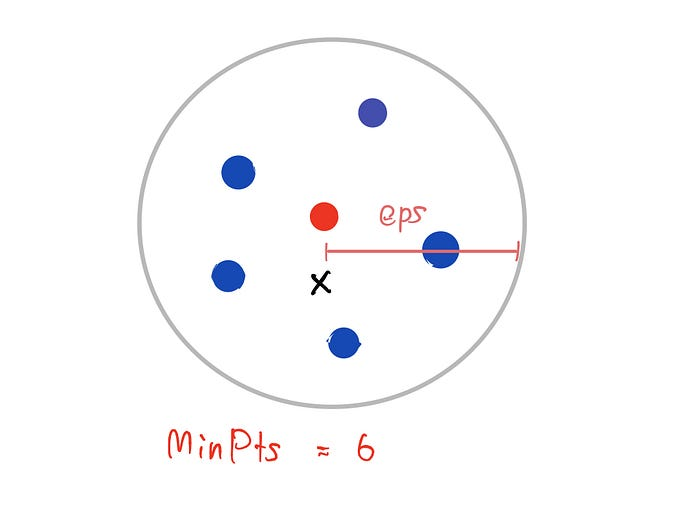 eps
x
MinPts = 6